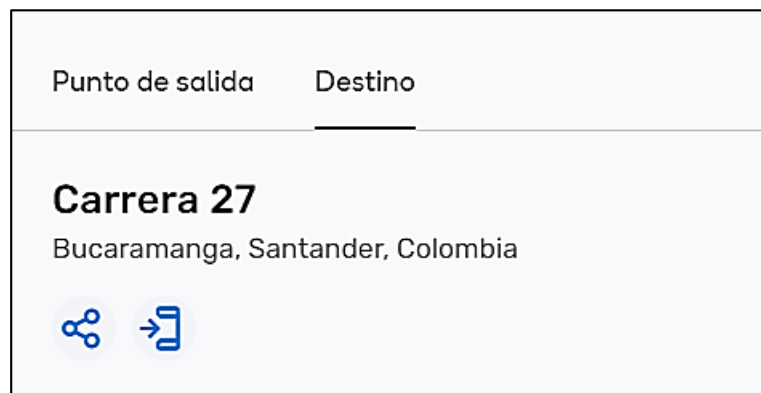 Punto de salida Destino
Carrera 27
Bucaramanga, Santander, Colombia